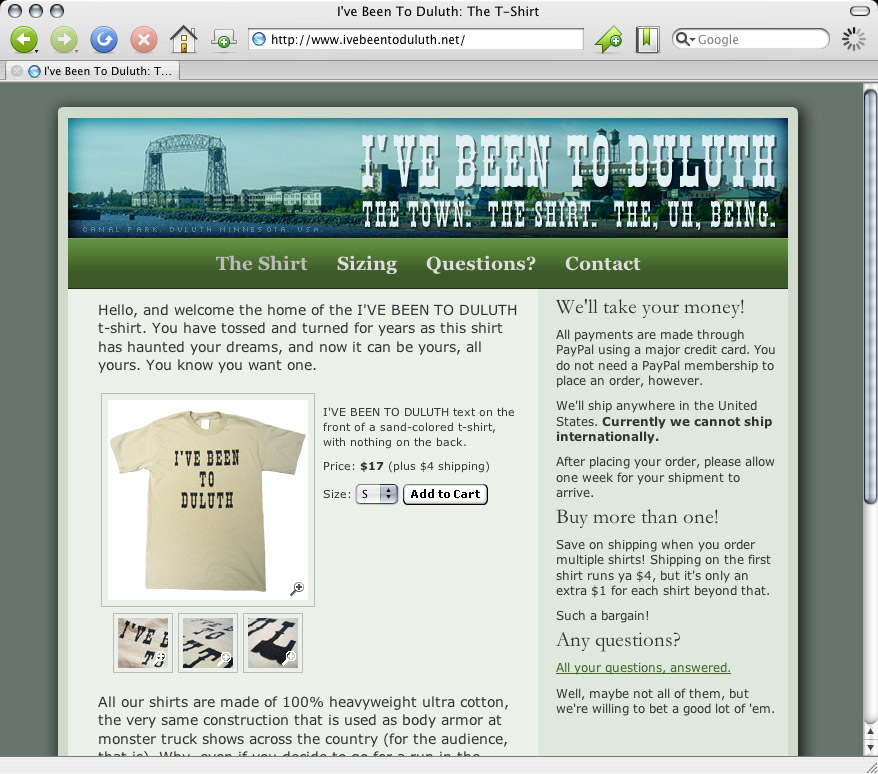 I've Been To Duluth: The T-Shirt
http://www.ivebeentoduluth.net/
Google
I've Been To Duluth: T...
I'VE BEEN TO DULUTH
THE TOWN. THE SHIRT. THE, UH, BEING.
CANAL PARK. DULUTH MINNESOTA. USA.
The Shirt Sizing Questions? Contact
Hello, and welcome the home of the I'VE BEEN TO DULUTH
t-shirt. You have tossed and turned for years as this shirt
has haunted your dreams, and now it can be yours, all
yours. You know you want one.
I'VE BEEN
TO
DULUTH
I'VE BEEN TO DULUTH text on the
front of a sand-colored t-shirt,
with nothing on the back.
Price: $17 (plus $4 shipping)
Size: S Add to Cart
All our shirts are made of 100% heavyweight ultra cotton,
the very same construction that is used as body armor at
monster truck shows across the country (for the audience,
that is). Why, even if you decide to go for a run in the
We'll take your money!
All payments are made through
PayPal using a major credit card. You
do not need a PayPal membership to
place an order, however.
We'll ship anywhere in the United
States. Currently we cannot ship
internationally.
After placing your order, please allow
one week for your shipment to
arrive.
Buy more than one!
Save on shipping when you order
multiple shirts! Shipping on the first
shirt runs ya $4, but it's only an
extra $1 for each shirt beyond that.
Such a bargain!
Any questions?
All your questions, answered.
Well, maybe not all of them, but
we're willing to bet a good lot of 'em.